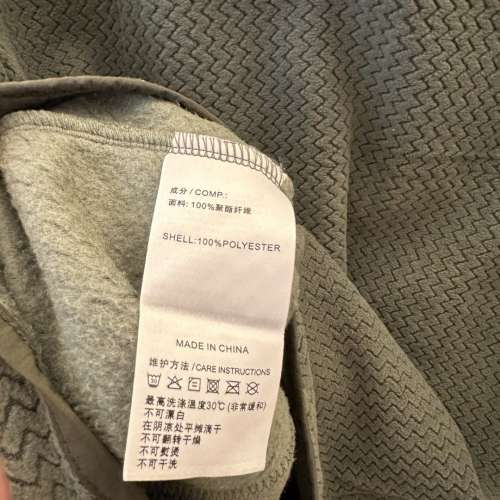 成分 / COMP.:
面料: 100%聚酯纤维
SHELL:100%POLYESTER
MADE IN CHINA
维护方法 / CARE INSTRUCTIONS
最高洗涤温度30℃(非常缓和)
不可漂白
在阴凉处平摊滴干
不可翻转干燥
不可熨烫
不可干洗